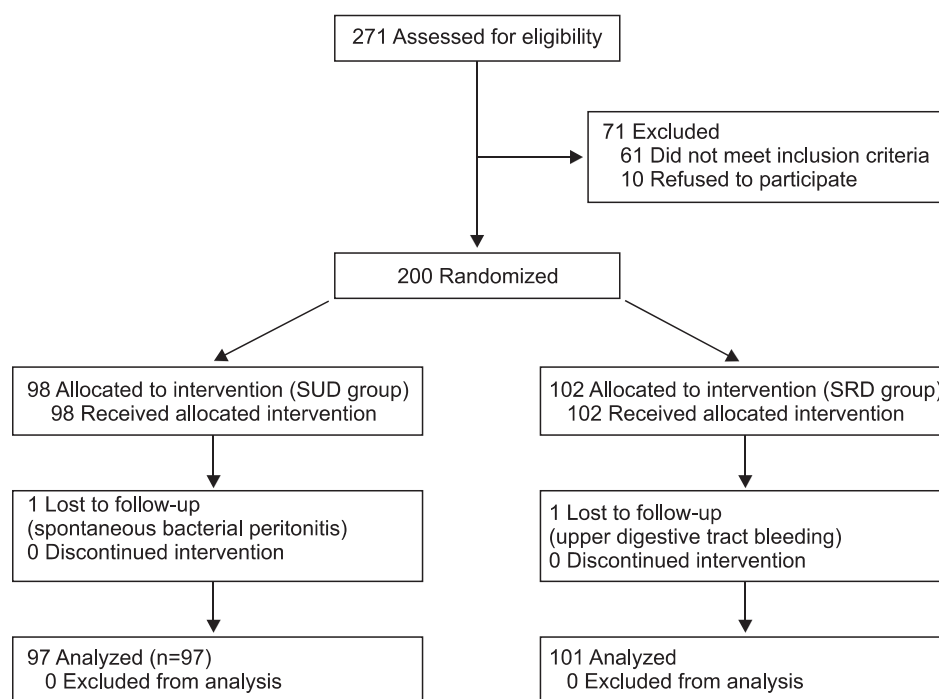 271 Assessed for eligibility
71 Excluded
61 Did not meet inclusion criteria
10 Refused to participate
200 Randomized
98 Allocated to intervention (SUD group)
98 Received allocated intervention
102 Allocated to intervention (SRD group)
102 Received allocated intervention
1 Lost to follow-up
(spontaneous bacterial peritonitis)
0 Discontinued intervention
1 Lost to follow-up
(upper digestive tract bleeding)
0 Discontinued intervention
97 Analyzed (n=97)
0 Excluded from analysis
101 Analyzed
0 Excluded from analysis